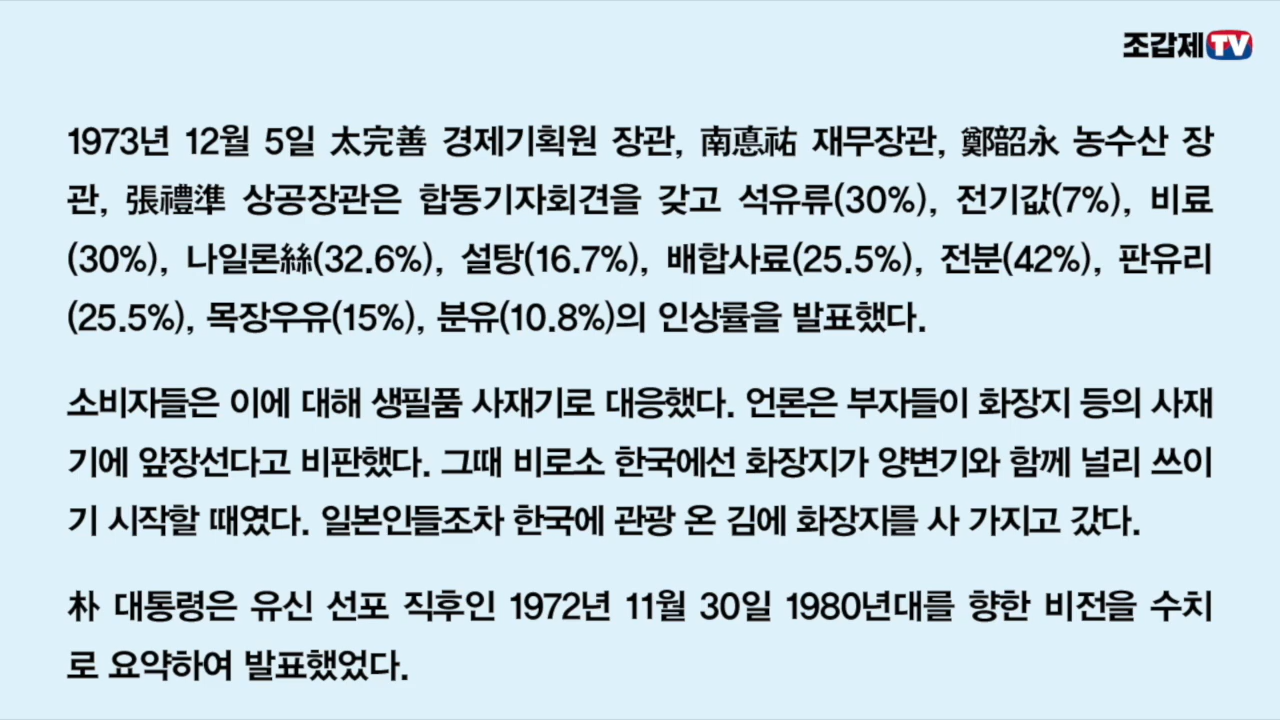 조갑제TV
1973년 12월 5일 太完善 경제기획원 장관, 南悳祐 재무장관, 鄭韶永 농수산 장
관, 張禮準 상공장관은 합동기자회견을 갖고 석유류(30%), 전기값(7%), 비료
(30%), 나일론絲(32.6%), 설탕(16.7%), 배합사료(25.5%), 전분(42%), 판유리
(25.5%), 목장우유(15%), 분유(10.8%)의 인상률을 발표했다.
소비자들은 이에 대해 생필품 사재기로 대응했다. 언론은 부자들이 화장지 등의 사재
기에 앞장선다고 비판했다. 그때 비로소 한국에선 화장지가 양변기와 함께 널리 쓰이
기 시작할 때였다. 일본인들조차 한국에 관광 온 김에 화장지를 사 가지고 갔다.
朴 대통령은 유신 선포 직후인 1972년 11월 30일 1980년대를 향한 비전을 수치
로 요약하여 발표했었다.